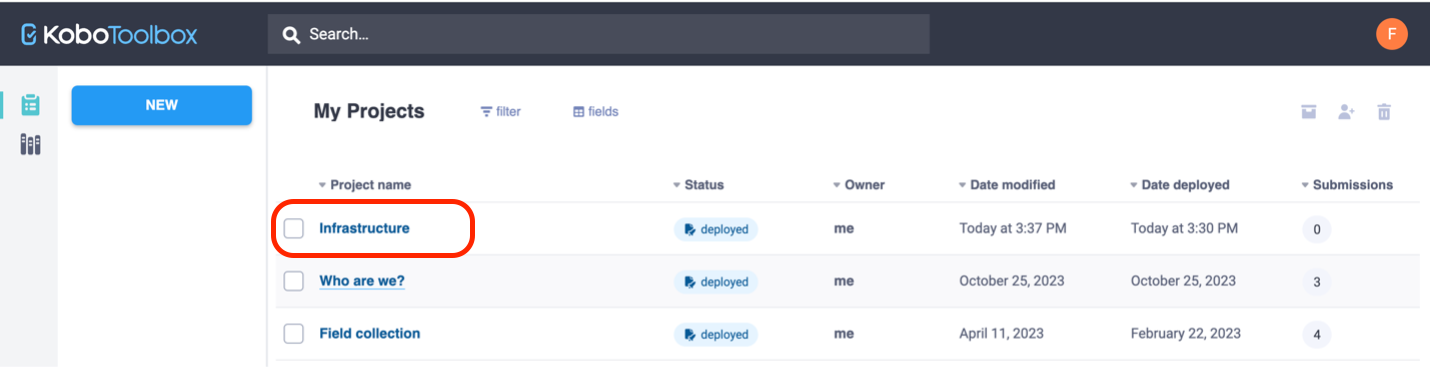 KoboToolbox
Search...
F
NEW
My Projects filter fields
Project name Status Owner Date modified Date deployed Submissions
Infrastructure deployed me Today at 3:37 PM Today at 3:30 PM 0
Who are we? deployed me October 25, 2023 October 25, 2023 3
Field collection deployed me April 11, 2023 February 22, 2023 4